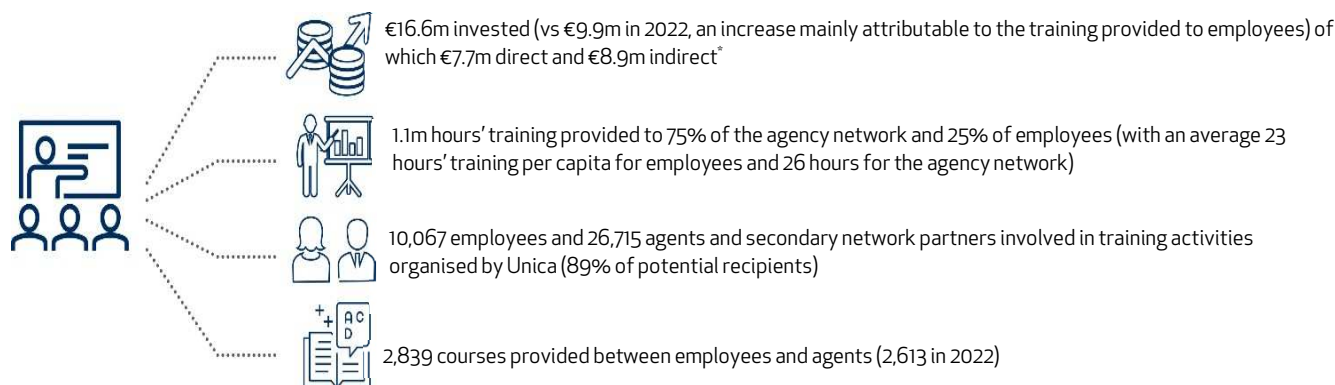 €16.6m invested (vs €9.9m in 2022, an increase mainly attributable to the training provided to employees) of
which €7.7m direct and €8.9m indirect*
1.1m hours' training provided to 75% of the agency network and 25% of employees (with an average 23
hours' training per capita for employees and 26 hours for the agency network)
10,067 employees and 26,715 agents and secondary network partners involved in training activities
organised by Unica (89% of potential recipients)
A C
D
2,839 courses provided between employees and agents (2,613 in 2022)